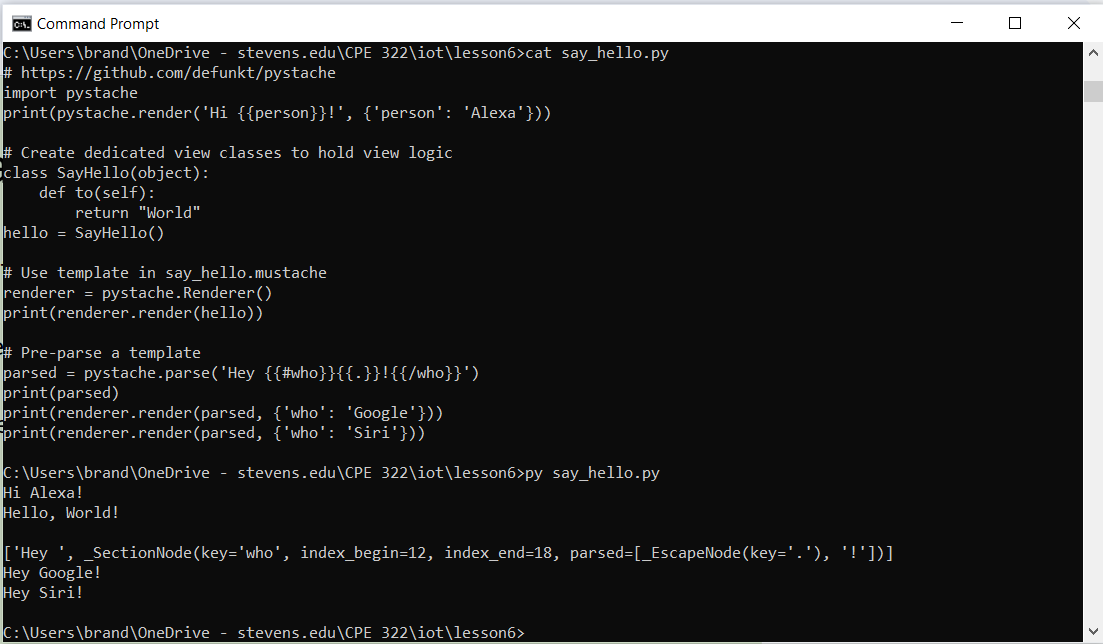 Command Prompt
C:\Users\brand\OneDrive - stevens.edu\CPE 322\iot\lesson6>cat say_hello.py
# https://github.com/defunkt/pystache
import pystache
print(pystache.render('Hi {{person}}!', {'person': 'Alexa'}))

# Create dedicated view classes to hold view logic
class SayHello(object):
    def to(self):
        return "World"
hello = SayHello()

# Use template in say_hello.mustache
renderer = pystache.Renderer()
print(renderer.render(hello))

# Pre-parse a template
parsed = pystache.parse('Hey {{#who}}{{.}}!{{/who}}')
print(parsed)
print(renderer.render(parsed, {'who': 'Google'}))
print(renderer.render(parsed, {'who': 'Siri'}))

C:\Users\brand\OneDrive - stevens.edu\CPE 322\iot\lesson6>py say_hello.py
Hi Alexa!
Hello, World!

['Hey ', _SectionNode(key='who', index_begin=12, index_end=18, parsed=[_EscapeNode(key='.'), '!'])]
Hey Google!
Hey Siri!

C:\Users\brand\OneDrive - stevens.edu\CPE 322\iot\lesson6>